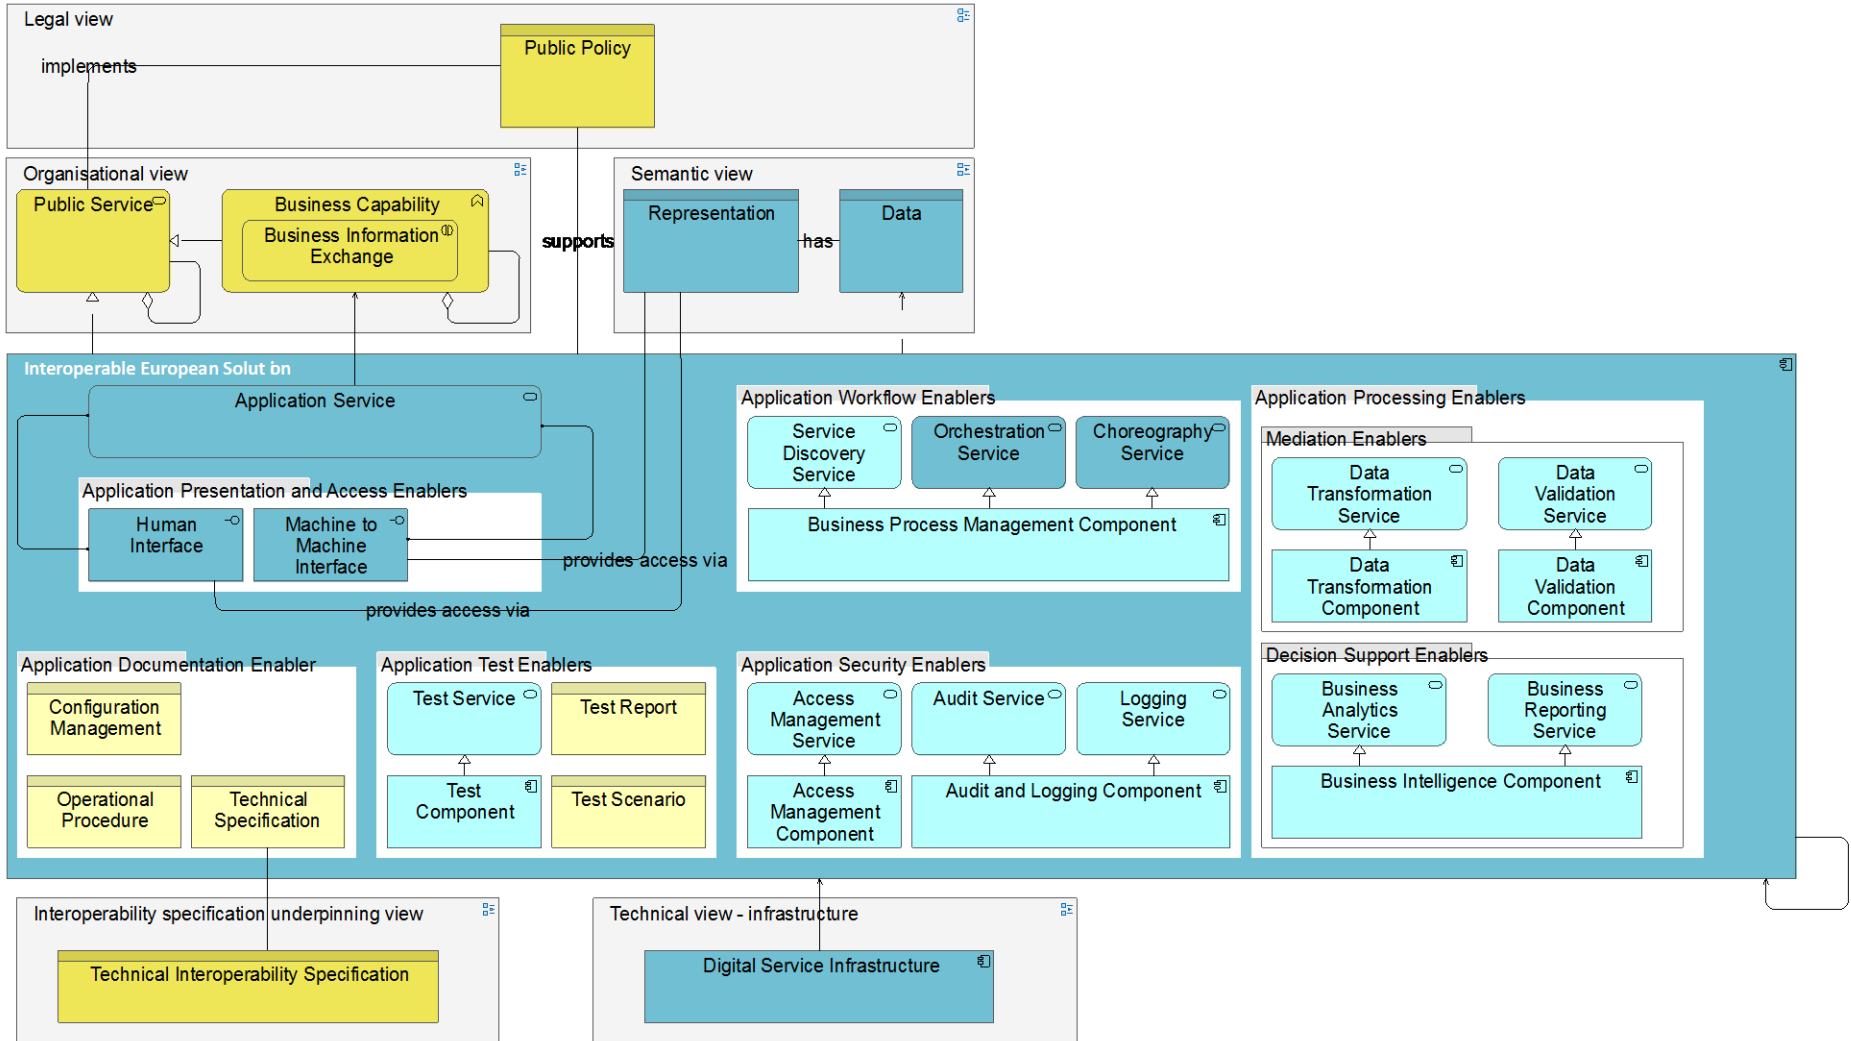 Legal view
Public Policy
implements
Organisational view
Public Service
Business Capability
Business Information
Exchange
supports
Semantic view
Representation
has
Data
Interoperable European Solut bn
Application Service
Application Presentation and Access Enablers
Human
Interface
Machine to
Machine
Interface
provides access via
provides access via
Application Workflow Enablers
Service
Discovery
Service
Orchestration
Service
Choreography
Service
Business Process Management Component
Application Processing Enablers
Mediation Enablers
Data
Transformation
Service
Data
Validation
Service
Data
Transformation
Component
Data
Validation
Component
Decision Support Enablers
Business
Analytics
Service
Business
Reporting
Service
Business Intelligence Component
Application Documentation Enabler
Configuration
Management
Operational
Procedure
Technical
Specification
Application Test Enablers
Test Service
Test Report
Test
Component
Test Scenario
Application Security Enablers
Access
Management
Service
Audit Service
Logging
Service
Access
Management
Component
Audit and Logging Component
Interoperability specification underpinning view
Technical Interoperability Specification
Technical view - infrastructure
Digital Service Infrastructure